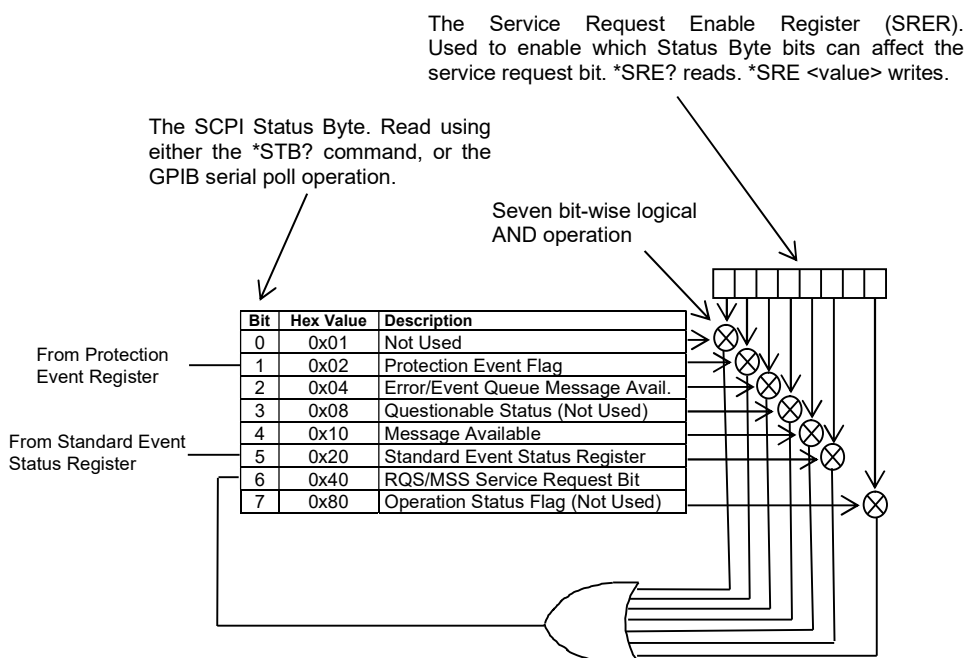 The Service Request Enable Register (SRER).
Used to enable which Status Byte bits can affect the
service request bit. *SRE? reads. *SRE <value> writes.
The SCPI Status Byte. Read using
either the *STB? command, or the
GPIB serial poll operation.
Seven bit-wise logical
AND operation
Bit Hex Value Description
0 0x01 Not Used
1 0x02 Protection Event Flag
2 0x04 Error/Event Queue Message Avail.
3 0x08 Questionable Status (Not Used)
4 0x10 Message Available
5 0x20 Standard Event Status Register
6 0x40 RQS/MSS Service Request Bit
7 0x80 Operation Status Flag (Not Used)
From Protection
Event Register
From Standard Event
Status Register